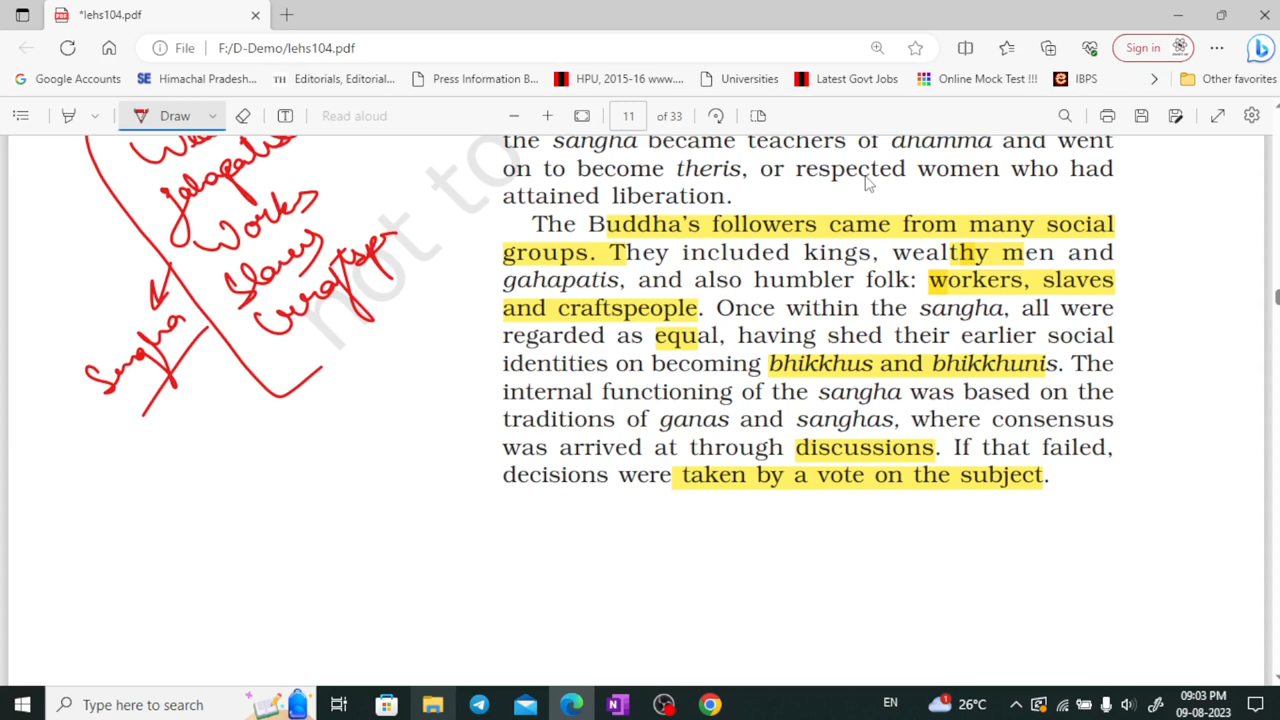 *lehs104.pdf
File F:/D-Demo/lehs104.pdf Sign in
Google Accounts SE Himachal Pradesh... TH Editorials, Editorial... Press Information B... HPU, 2015-16 www.... Universities Latest Govt Jobs Online Mock Test !!! IBPS Other favorites
Draw Read aloud 11 of 33
the sangha became teachers of dhamma and went
on to become theris, or respected women who had
attained liberation.
The Buddha's followers came from many social
groups. They included kings, wealthy men and
gahapatis, and also humbler folk: workers, slaves
and craftspeople. Once within the sangha, all were
regarded as equal, having shed their earlier social
identities on becoming bhikkhus and bhikkhunis. The
internal functioning of the sangha was based on the
traditions of ganas and sanghas, where consensus
was arrived at through discussions. If that failed,
decisions were taken by a vote on the subject.
Works
Slaves
Sangha
not to
Type here to search
EN 26°C 09:03 PM
09-08-2023